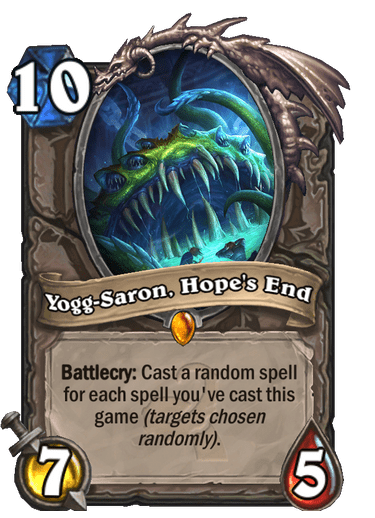 10
Yogg-Saron, Hope's End
Battlecry: Cast a random spell
for each spell you've cast this
game (targets chosen
randomly).
7
5